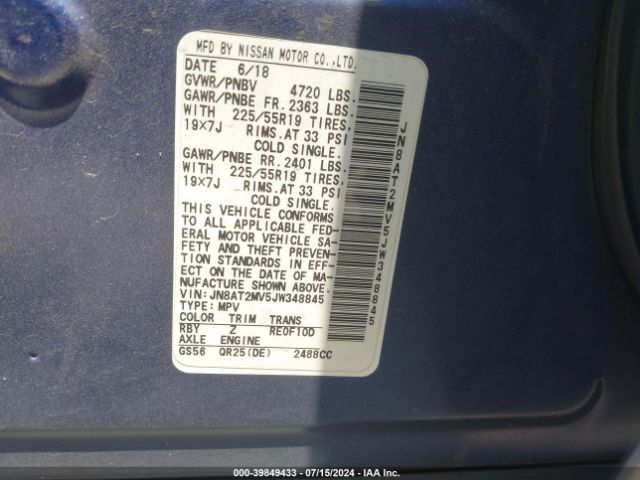 MFD BY NISSAN MOTOR CO.,LTD.
DATE 6/18
GVWR/PNBV 4720 LBS.
GAWR/PNBE FR. 2363 LBS.
WITH 225/55R19 TIRES,
19×7J RIMS.AT 33 PSI
COLD SINGLE.
GAWR/PNBE RR. 2401 LBS.
WITH 225/55R19 TIRES,
19×7J RIMS.AT 33 PSI
COLD SINGLE.
THIS VEHICLE CONFORMS
TO ALL APPLICABLE FED-
ERAL MOTOR VEHICLE SA-
FETY AND THEFT PREVEN-
TION STANDARDS IN EFF-
ECT ON THE DATE OF MA-
NUFACTURE SHOWN ABOVE.
VIN:JN8AT2MV5JW348845
TYPE:MPV
COLOR TRIM TRANS
RBY Z RE0F10D
AXLE ENGINE
GS56 QR25(DE) 2488CC
JN8AT2MV5JW348845
000-39849433 - 07/15/2024 - IAA Inc.